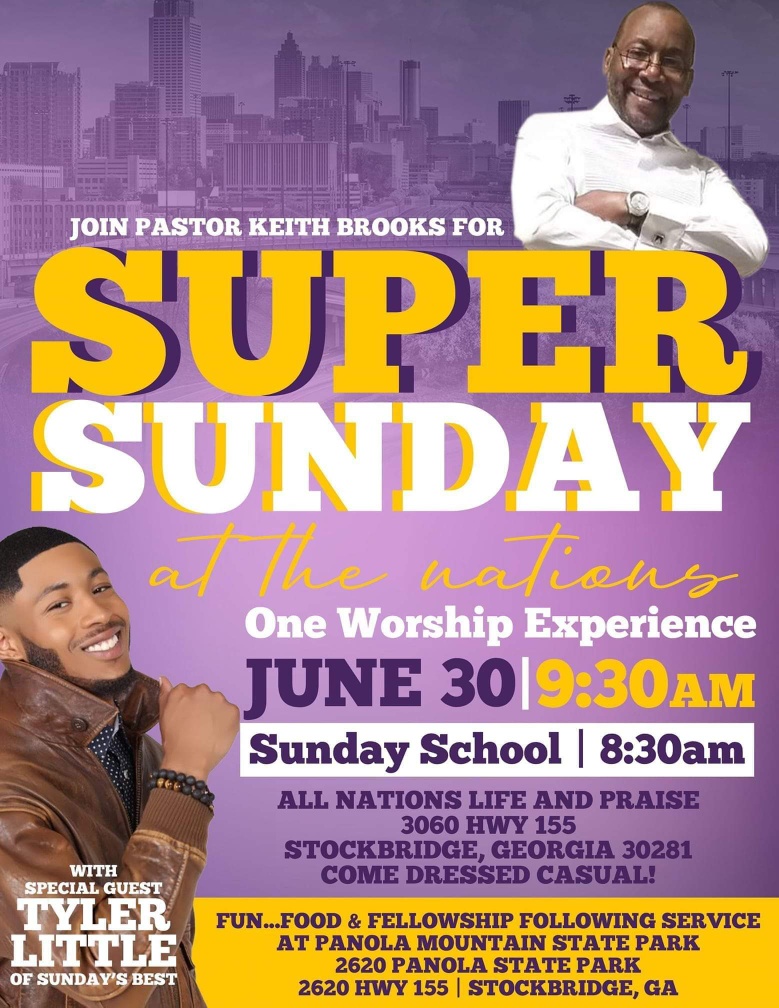 JOIN PASTOR KEITH BROOKS FOR
SUPER
SUNDAY
at the nations
One Worship Experience
JUNE 30|9:30AM
Sunday School | 8:30am
ALL NATIONS LIFE AND PRAISE
3060 HWY 155
STOCKBRIDGE, GEORGIA 30281
COME DRESSED CASUAL!
WITH
SPECIAL GUEST
TYLER
LITTLE
OF SUNDAY'S BEST
FUN...FOOD & FELLOWSHIP FOLLOWING SERVICE
AT PANOLA MOUNTAIN STATE PARK
2620 PANOLA STATE PARK
2620 HWY 155 | STOCKBRIDGE, GA